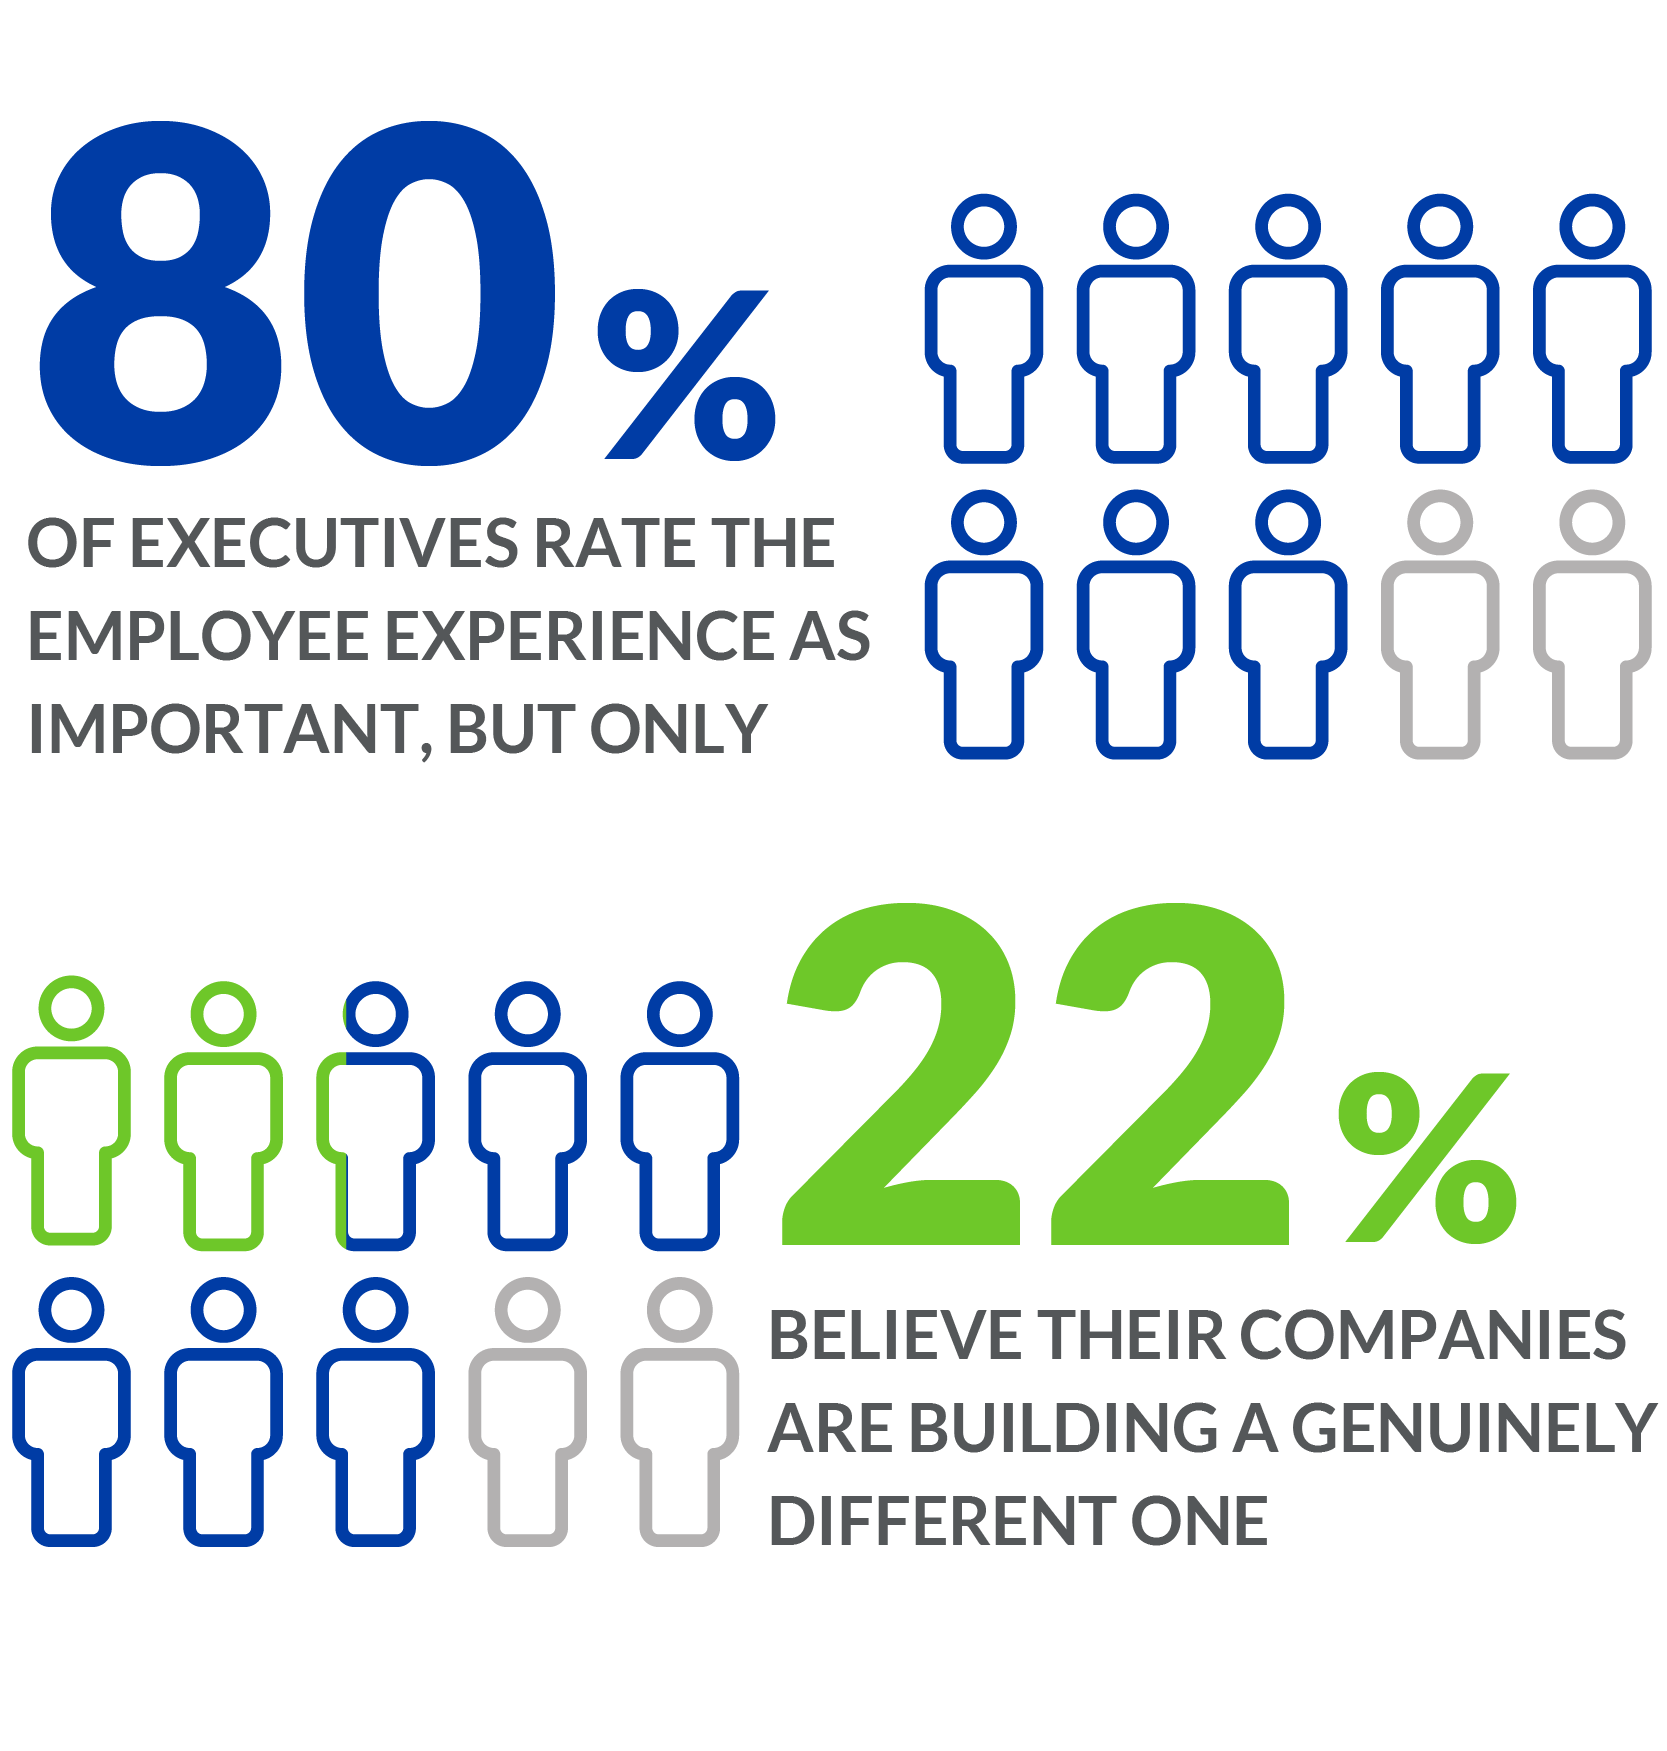 80%
OF EXECUTIVES RATE THE
EMPLOYEE EXPERIENCE AS
IMPORTANT, BUT ONLY
22%
BELIEVE THEIR COMPANIES
ARE BUILDING A GENUINELY
DIFFERENT ONE